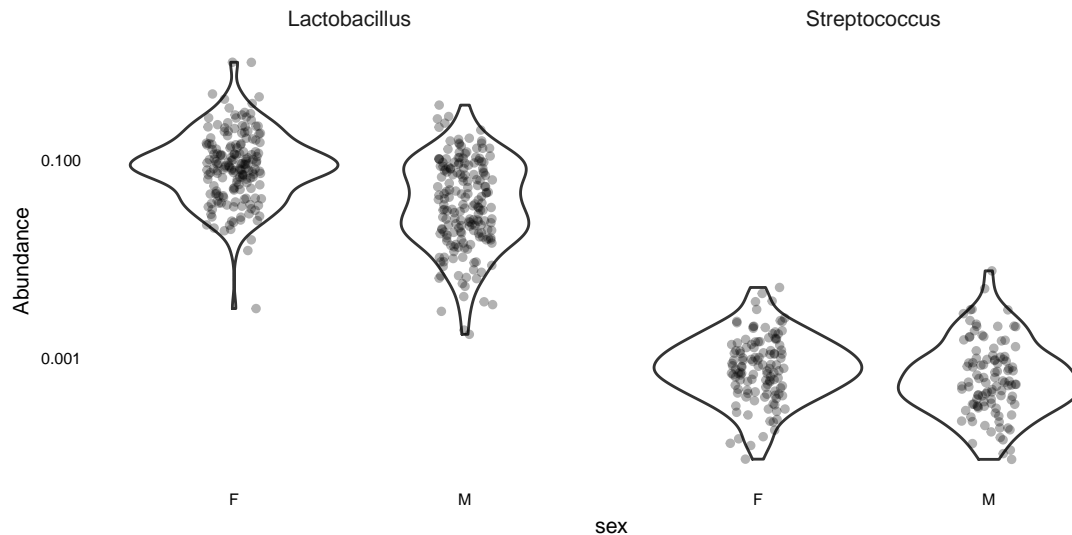 Lactobacillus
Streptococcus
Abundance
0.100
0.001
F
M
F
M
sex